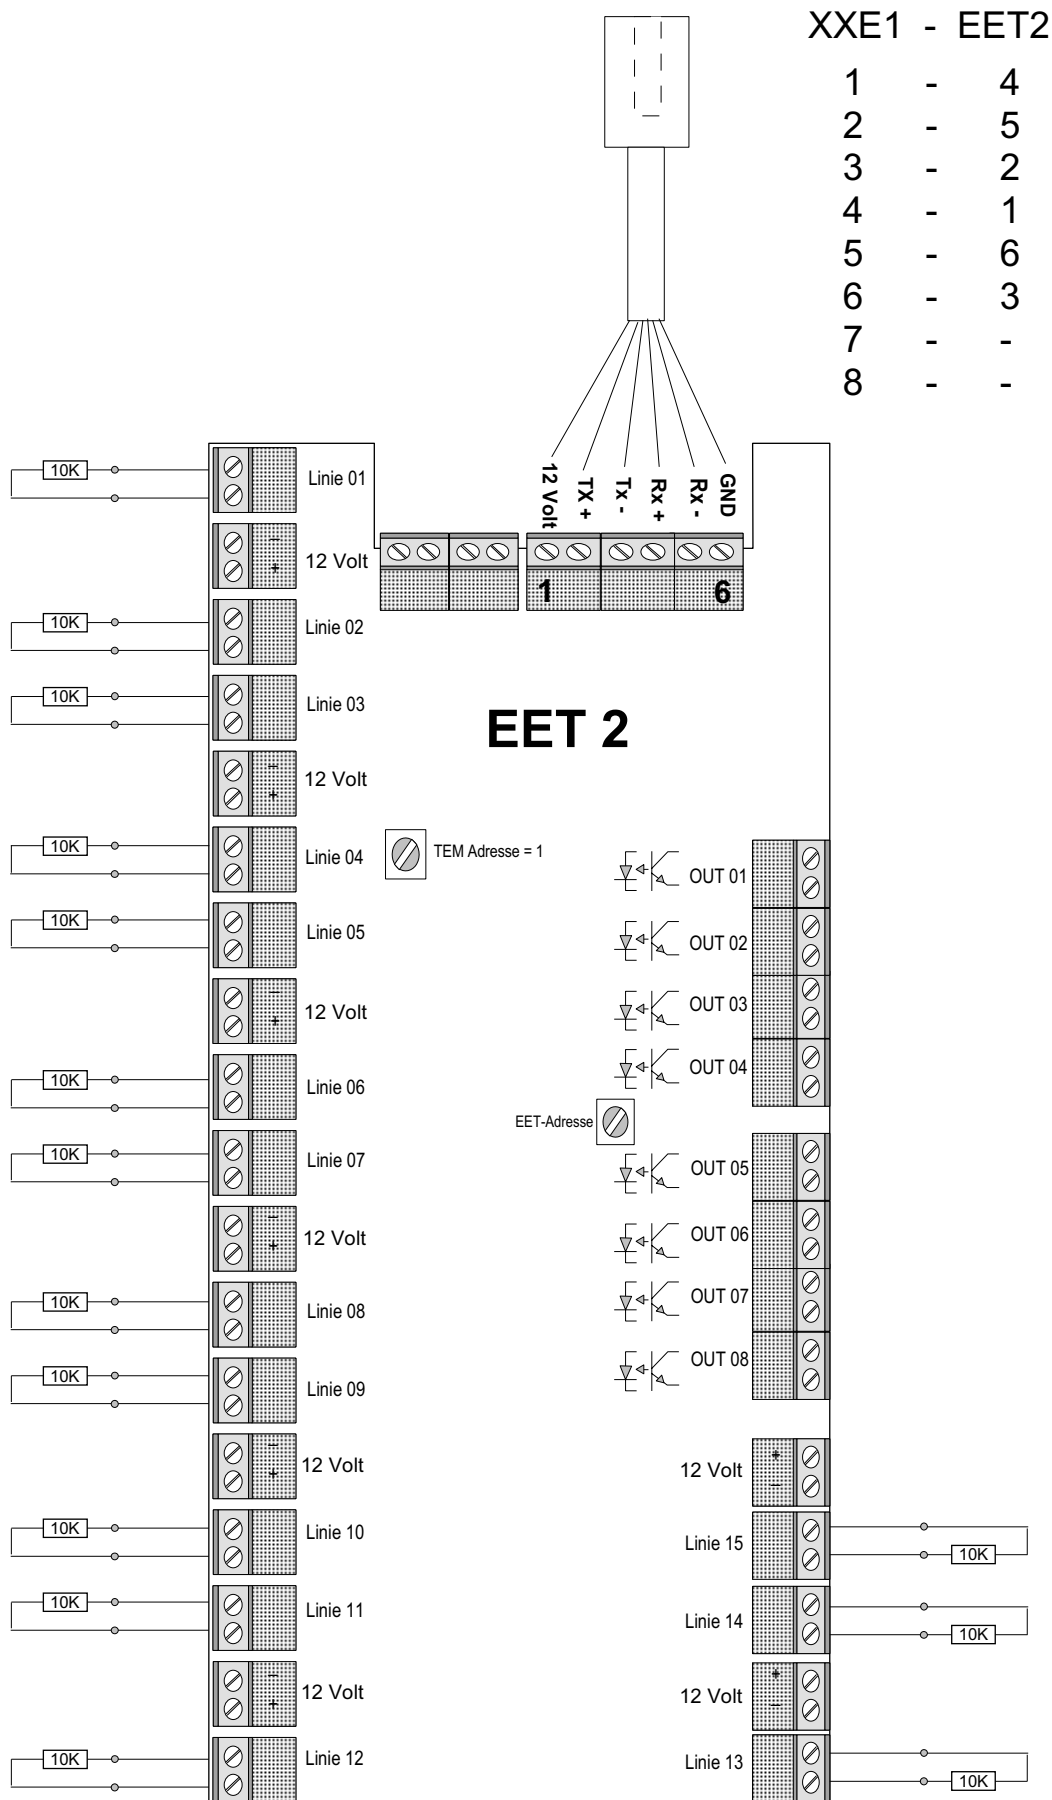 XXE1 - EET2
1 - 4
2 - 5
3 - 2
4 - 1
5 - 6
6 - 3
7 - -
8 - -
12 Volt
TX +
Tx -
Rx +
Rx -
GND
1
6
EET 2
10K
Linie 01
- +
12 Volt
10K
Linie 02
10K
Linie 03
- +
12 Volt
10K
Linie 04
TEM Adresse = 1
10K
Linie 05
- +
12 Volt
10K
Linie 06
10K
Linie 07
- +
12 Volt
10K
Linie 08
10K
Linie 09
- +
12 Volt
10K
Linie 10
10K
Linie 11
- +
12 Volt
10K
Linie 12
OUT 01
OUT 02
OUT 03
OUT 04
EET-Adresse
OUT 05
OUT 06
OUT 07
OUT 08
12 Volt
+ -
Linie 15
10K
Linie 14
10K
12 Volt
+ -
Linie 13
10K